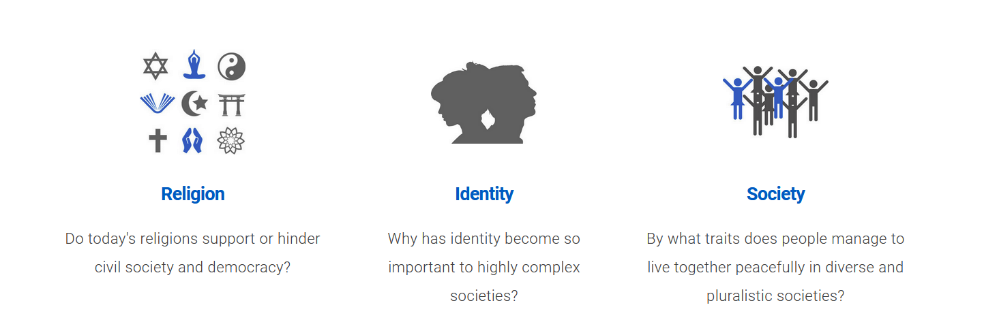 Religion
Do today's religions support or hinder
civil society and democracy?
Identity
Why has identity become so
important to highly complex
societies?
Society
By what traits does people manage to
live together peacefully in diverse and
pluralistic societies?